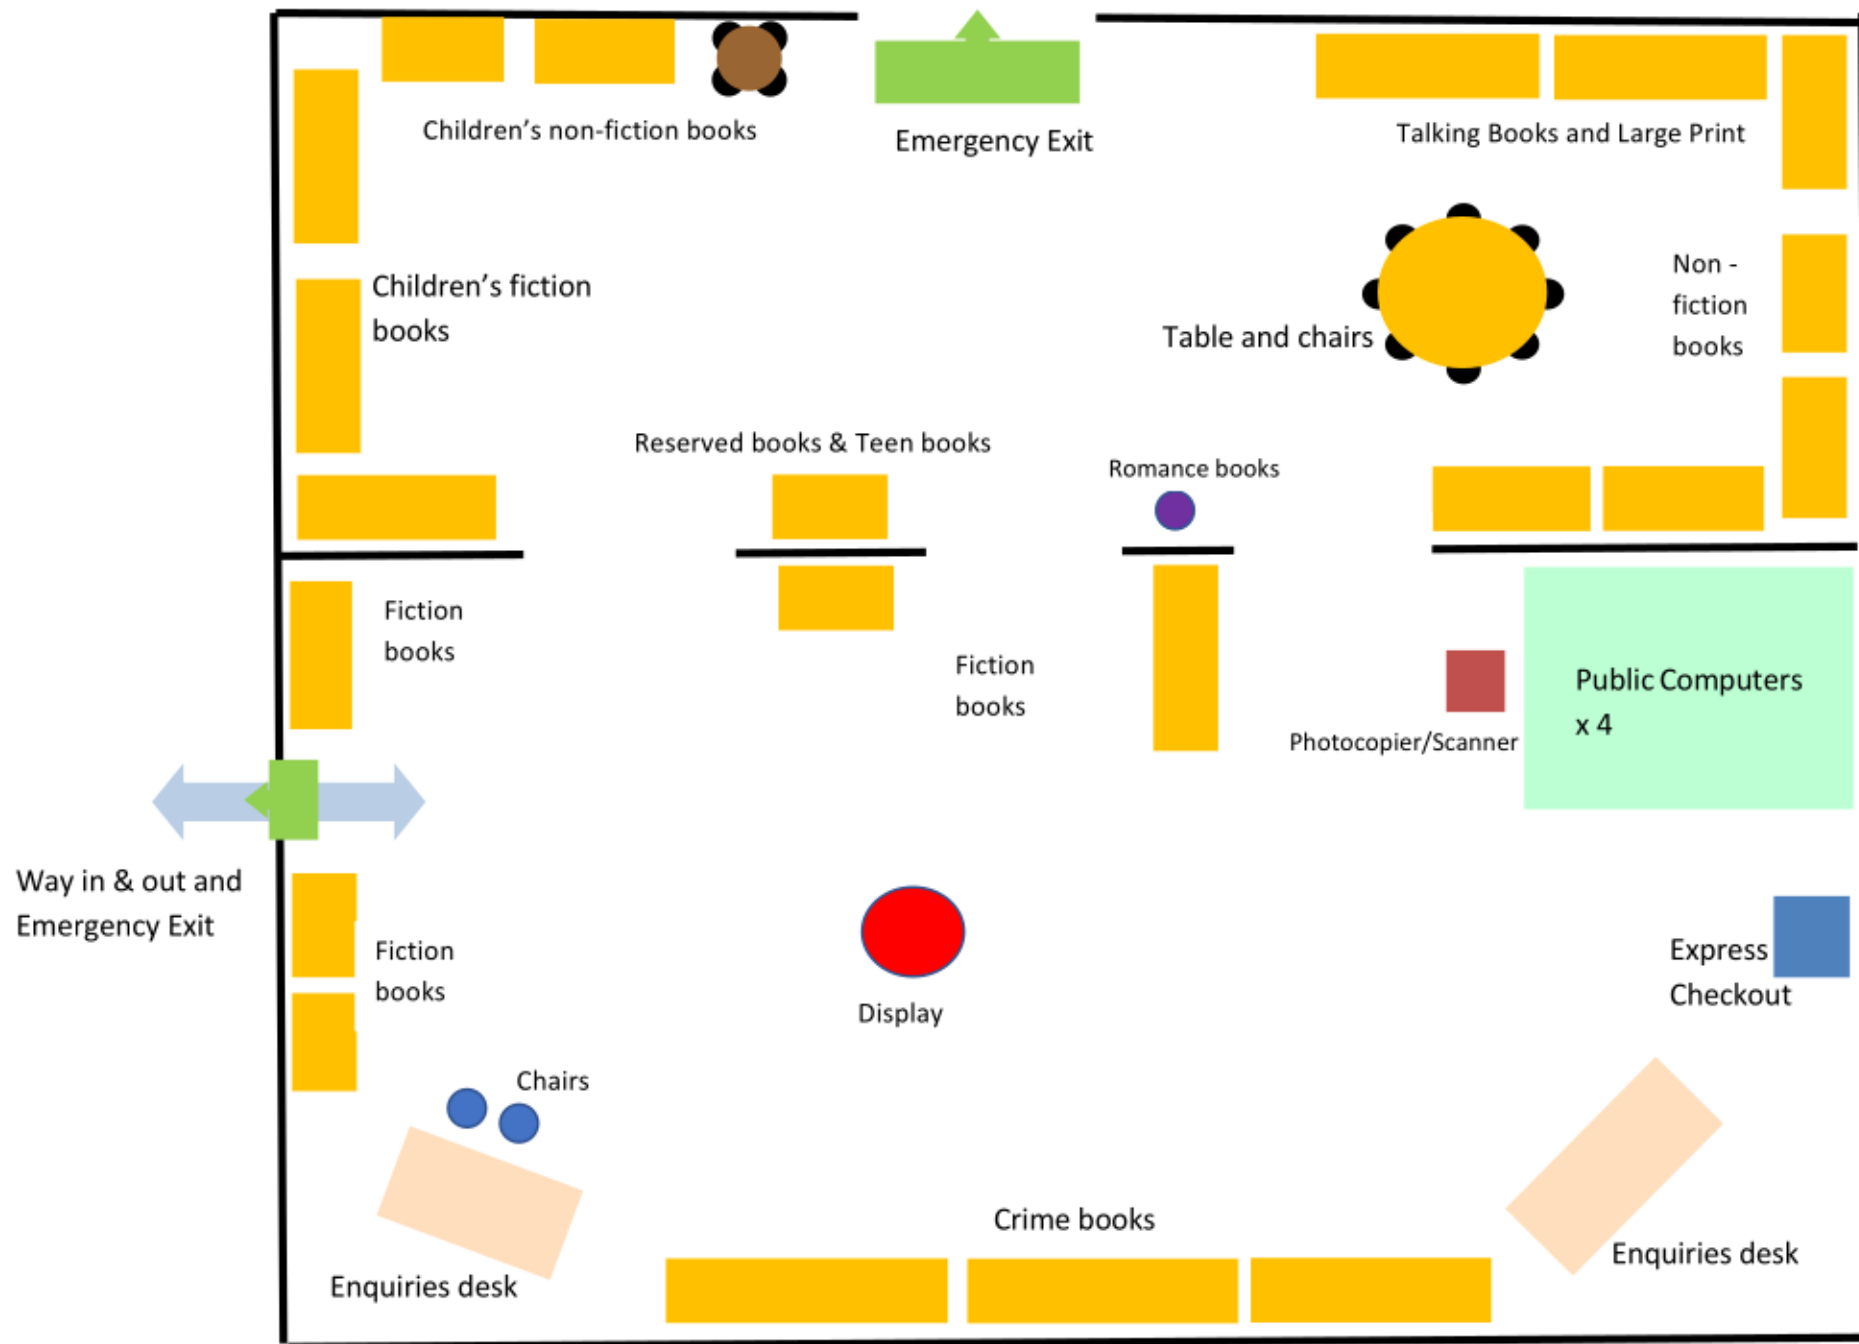 Children's non-fiction books
Emergency Exit
Talking Books and Large Print
Children's fiction
books
Non -
fiction
books
Table and chairs
Reserved books & Teen books
Romance books
Fiction
books
Fiction
books
Public Computers
x 4
Photocopier/Scanner
Way in & out and
Emergency Exit
Fiction
books
Express
Checkout
Display
Chairs
Crime books
Enquiries desk
Enquiries desk